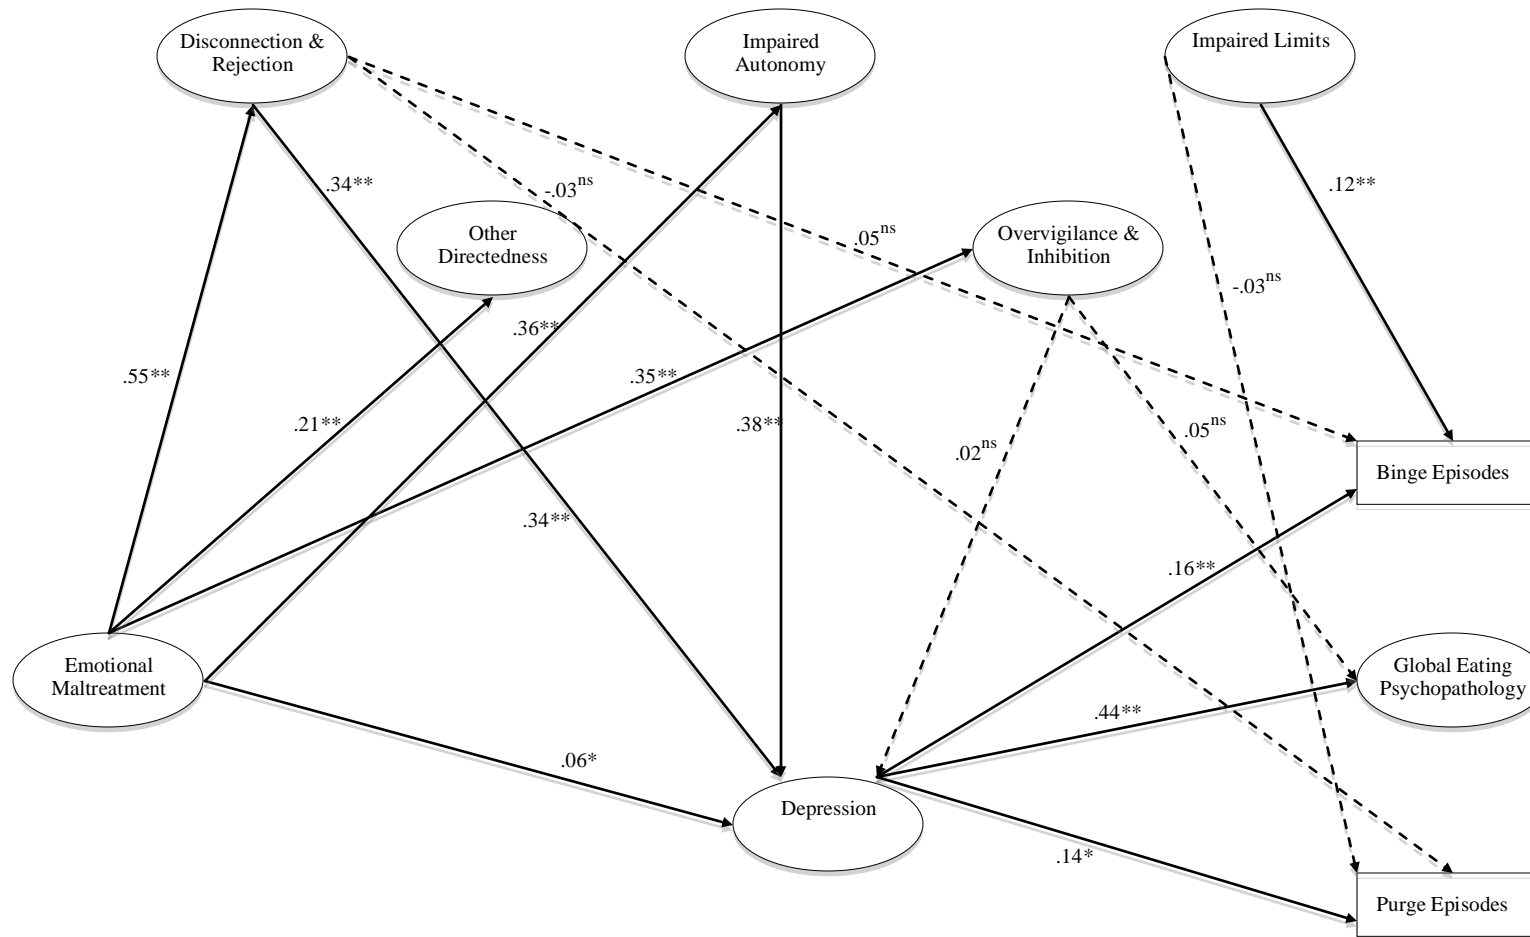 Disconnection &
Rejection
Impaired
Autonomy
Impaired Limits
.34**
-.03ns
.12**
Other
Directedness
.05ns
Overvigilance &
Inhibition
-.03ns
.36**
.55**
.35**
.21**
.38**
.02ns
.05ns
Binge Episodes
.34**
.16**
Emotional
Maltreatment
Global Eating
Psychopathology
.44**
.06*
Depression
.14*
Purge Episodes